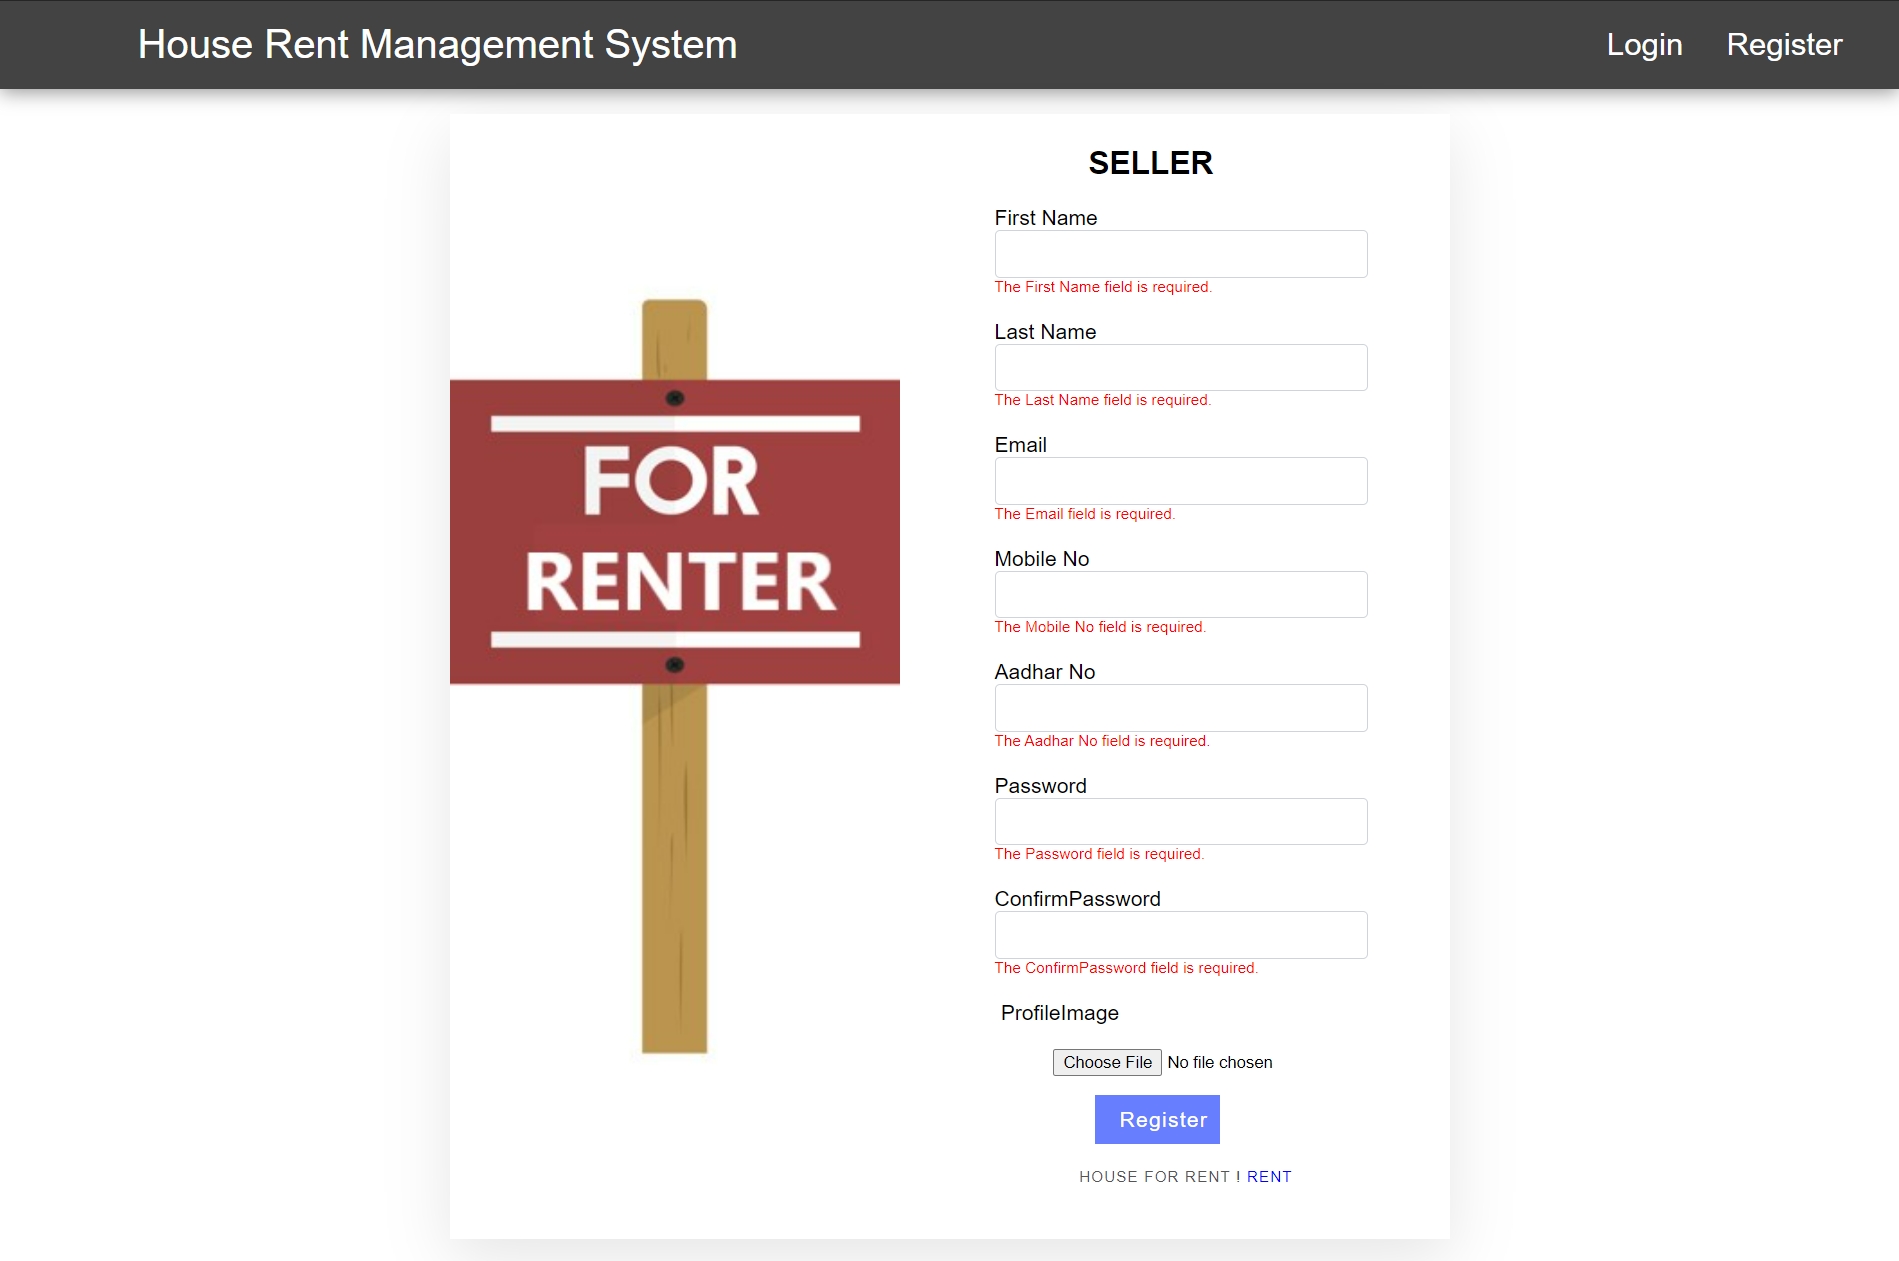 House Rent Management System
Login
Register
FOR
RENTER
SELLER
First Name
The First Name field is required.
Last Name
The Last Name field is required.
Email
The Email field is required.
Mobile No
The Mobile No field is required.
Aadhar No
The Aadhar No field is required.
Password
The Password field is required.
ConfirmPassword
The ConfirmPassword field is required.
ProfileImage
Choose File No file chosen
Register
HOUSE FOR RENT ! RENT